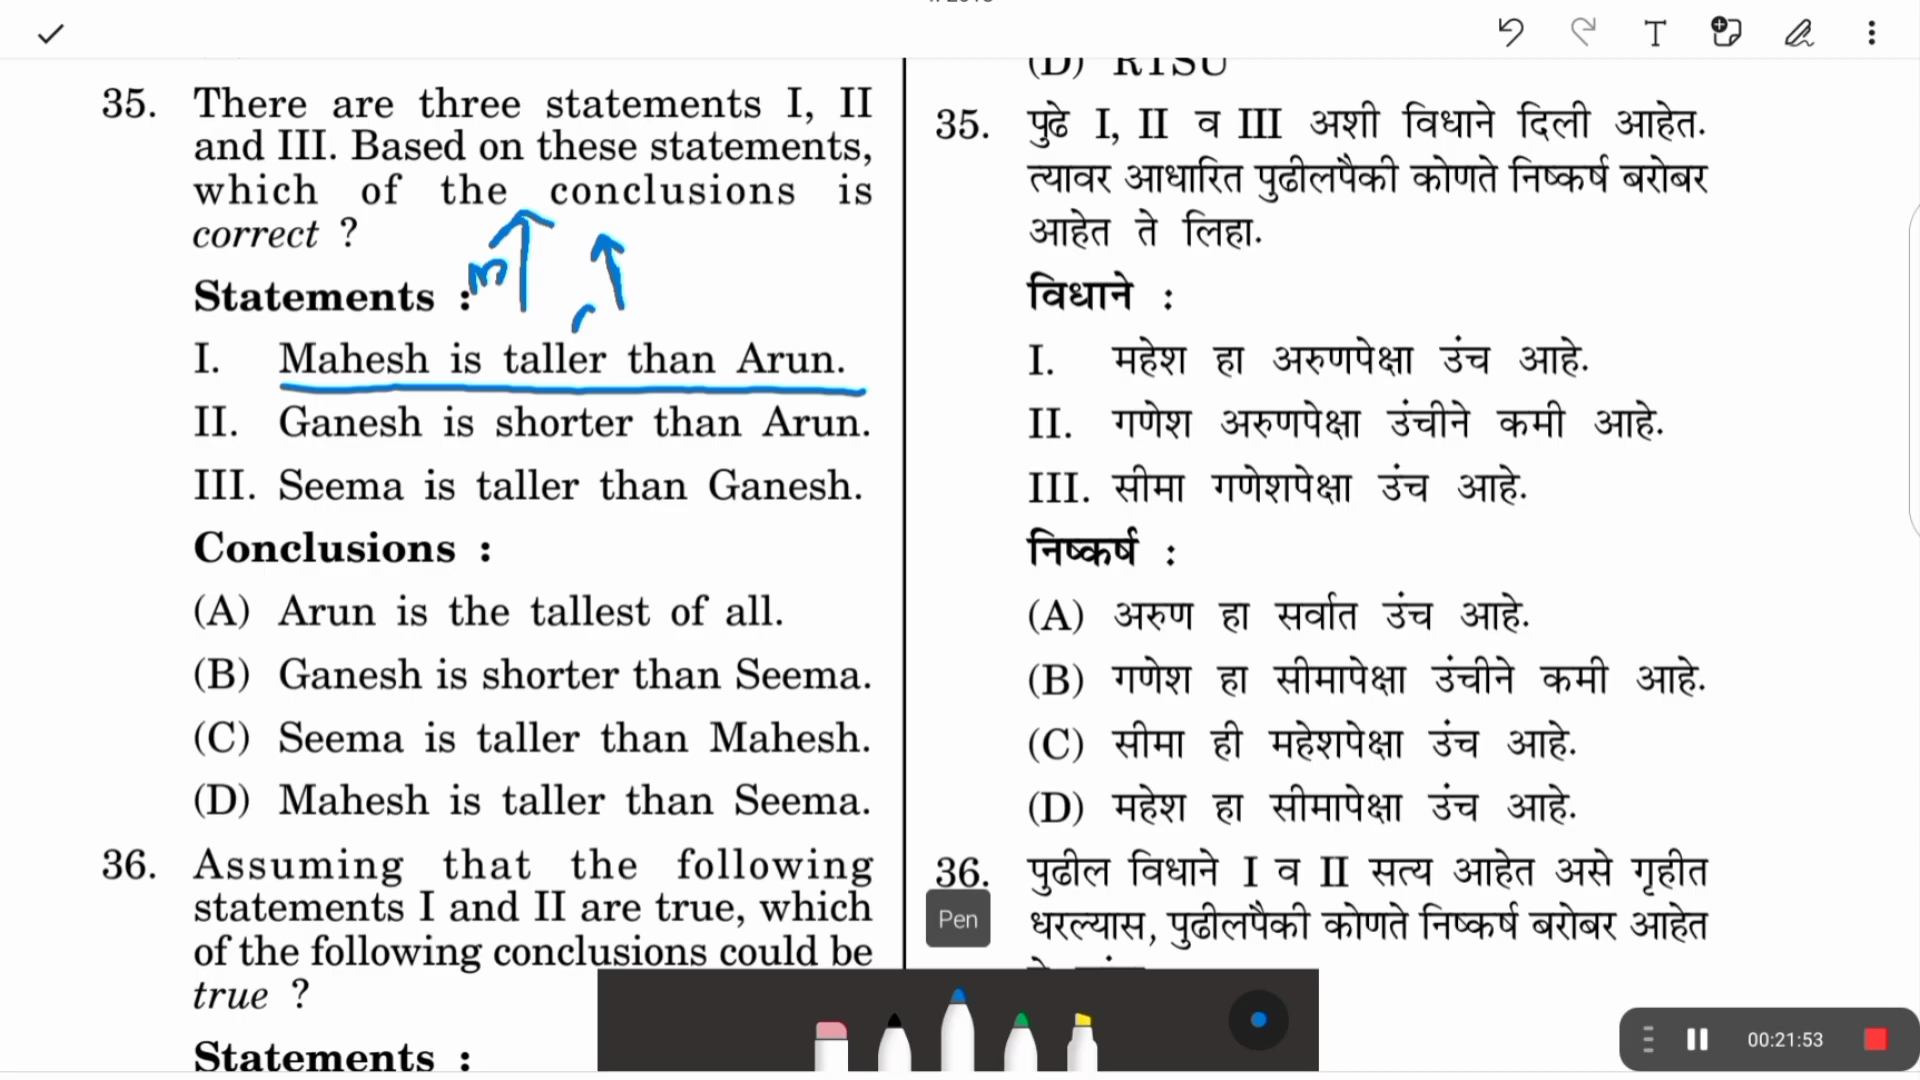 35. There are three statements I, II
and III. Based on these statements,
which of the conclusions is
correct ?
Statements :
m
I. Mahesh is taller than Arun.
II. Ganesh is shorter than Arun.
III. Seema is taller than Ganesh.
Conclusions :
(A) Arun is the tallest of all.
(B) Ganesh is shorter than Seema.
(C) Seema is taller than Mahesh.
(D) Mahesh is taller than Seema.
36. Assuming that the following
statements I and II are true, which
of the following conclusions could be
true ?
Statements :
(D) RTSU
35. पुढे I, II व III अशी विधाने दिली आहेत.
त्यावर आधारित पुढीलपैकी कोणते निष्कर्ष बरोबर
आहेत ते लिहा.
विधाने :
I. महेश हा अरुणपेक्षा उंच आहे.
II. गणेश अरुणपेक्षा उंचीने कमी आहे.
III. सीमा गणेशपेक्षा उंच आहे.
निष्कर्ष :
(A) अरुण हा सर्वात उंच आहे.
(B) गणेश हा सीमापेक्षा उंचीने कमी आहे.
(C) सीमा ही महेशपेक्षा उंच आहे.
(D) महेश हा सीमापेक्षा उंच आहे.
36. पुढील विधाने I व II सत्य आहेत असे गृहीत
धरल्यास, पुढीलपैकी कोणते निष्कर्ष बरोबर आहेत
Pen
00:21:53